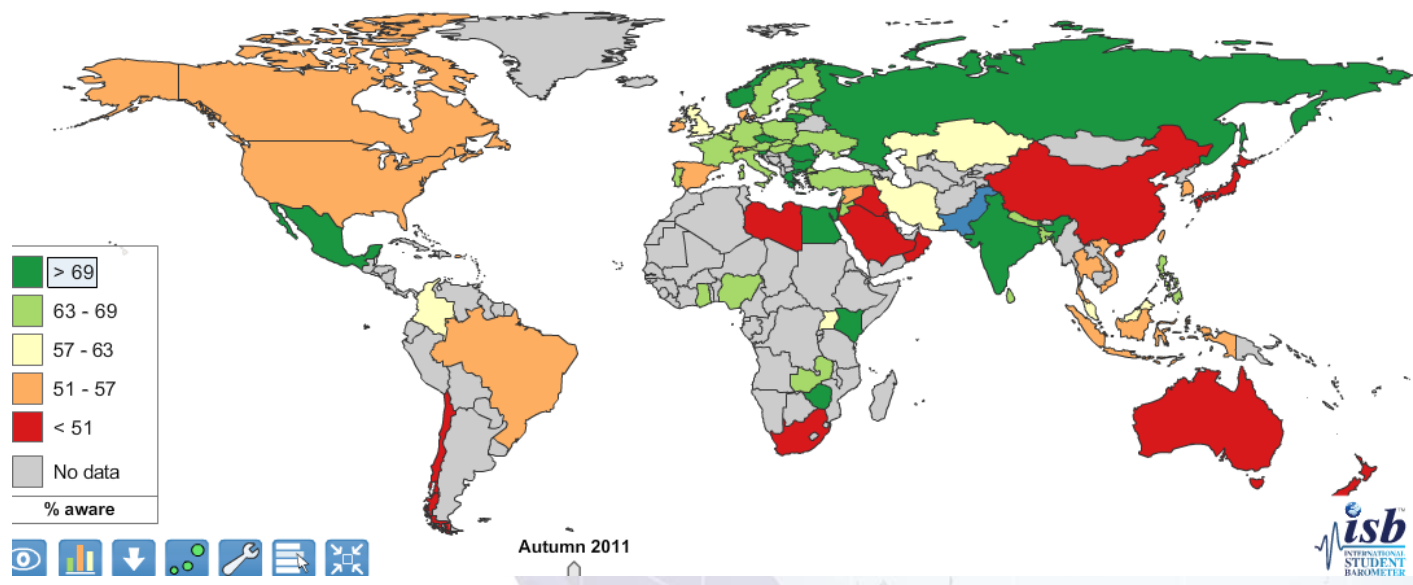 > 69
63 - 69
57 - 63
51 - 57
< 51
No data
% aware
Autumn 2011
isb
INTERNATIONAL
STUDENT
BAROMETER